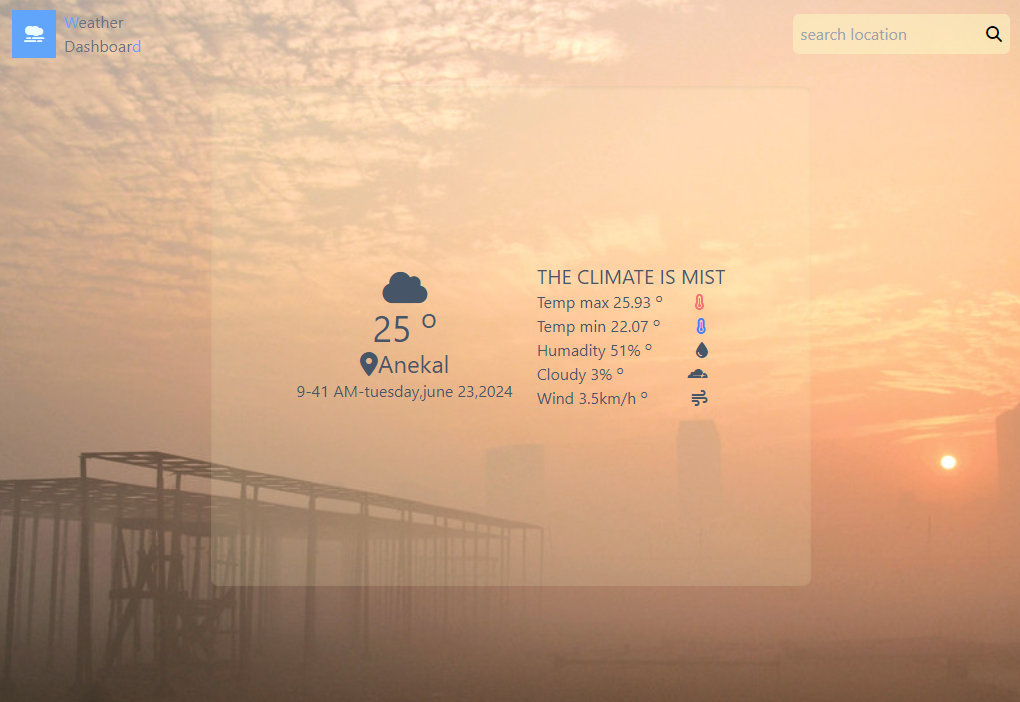 Weather
Dashboard
search location
25 º
Anekal
9-41 AM-tuesday,june 23,2024
THE CLIMATE IS MIST
Temp max 25.93 º
Temp min 22.07 º
Humadity 51% º
Cloudy 3% º
Wind 3.5km/h º